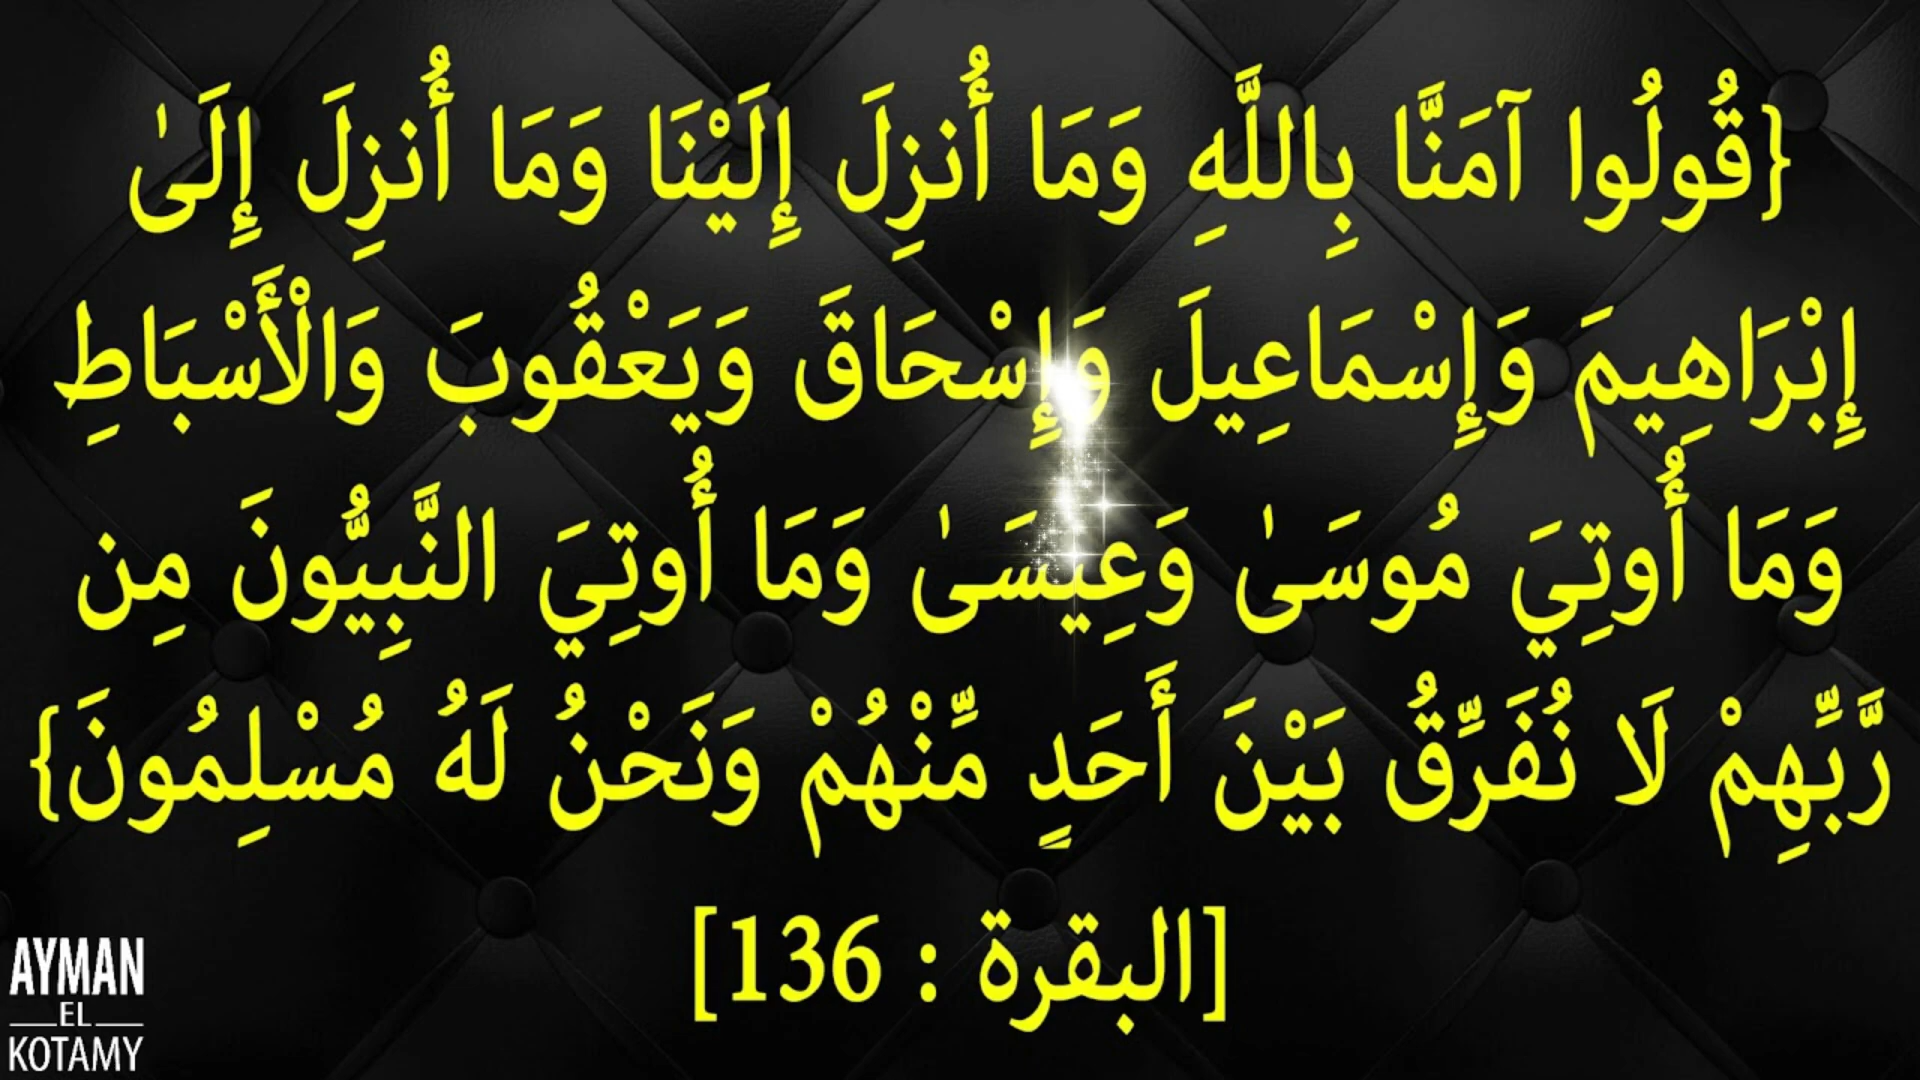 {قُولُوا آمَنَّا بِاللَّهِ وَمَا أُنزِلَ إِلَيْنَا وَمَا أُنزِلَ إِلَىٰ
إِبْرَاهِيمَ وَإِسْمَاعِيلَ وَإِسْحَاقَ وَيَعْقُوبَ وَالْأَسْبَاطِ
وَمَا أُوتِيَ مُوسَىٰ وَعِيسَىٰ وَمَا أُوتِيَ النَّبِيُّونَ مِن
رَّبِّهِمْ لَا نُفَرِّقُ بَيْنَ أَحَدٍ مِّنْهُمْ وَنَحْنُ لَهُ مُسْلِمُونَ}
[البقرة : 136]
AYMAN
EL
KOTAMY